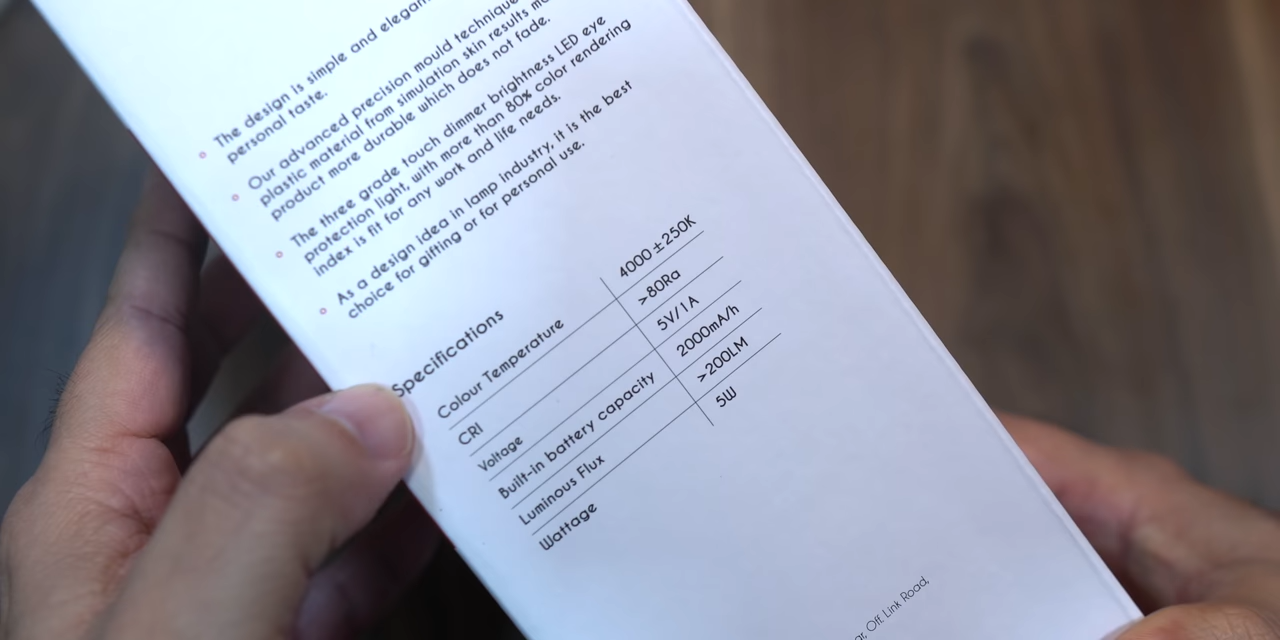 The design is simple and elegan
personal taste.
Our advanced precision mould technique
plastic material from simulation skin results
product more durable which does not fade.
The three grade touch dimmer brightness LED eye
protection light, with more than 80% color rendering
index is fit for any work and life needs.
As a design idea in lamp industry, it is the best
choice for gifting or for personal use.
Specifications
Colour Temperature 4000±250K
CRI >80Ra
Voltage 5V/1A
Built-in battery capacity 2000mA/h
Luminous Flux >200LM
Wattage 5W
Off. Link Road,